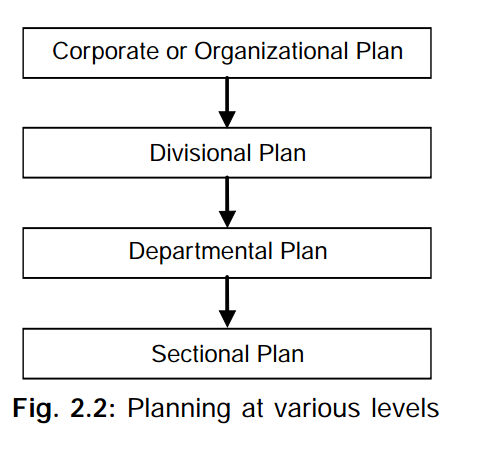 Corporate or Organizational Plan
Divisional Plan
Departmental Plan
Sectional Plan
Fig. 2.2: Planning at various levels